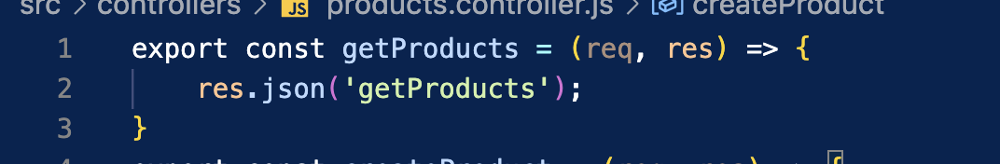 src > controllers > JS products.controller.js > createProduct
1 export const getProducts = (req, res) => {
2 res.json('getProducts');
3 }